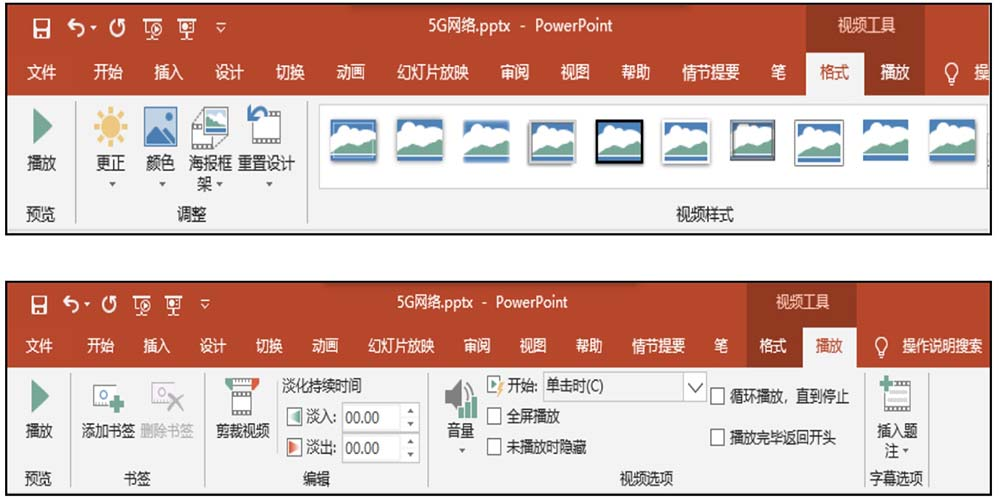 5G网络.pptx - PowerPoint
视频工具
文件 开始 插入 设计 切换 动画 幻灯片放映 审阅 视图 帮助 情节提要 笔 格式 播放 操
播放 更正 颜色 海报框架 重置设计
预览 调整 视频样式
5G网络.pptx - PowerPoint
视频工具
文件 开始 插入 设计 切换 动画 幻灯片放映 审阅 视图 帮助 情节提要 笔 格式 播放 操作说明搜索
淡化持续时间 开始: 单击时(C) 循环播放，直到停止
淡入: 00.00 全屏播放
播放 添加书签 删除书签 剪裁视频 音量 插入题注
淡出: 00.00 未播放时隐藏 播放完毕返回开头
预览 书签 编辑 视频选项 字幕选项